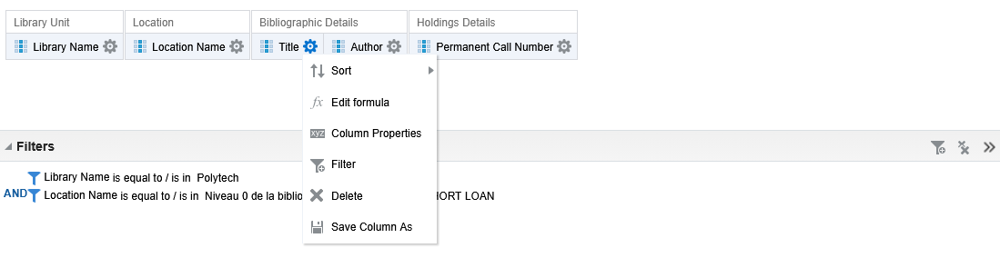 Library Unit Location Bibliographic Details Holdings Details
Library Name Location Name Title Author Permanent Call Number
Sort
fx Edit formula
xyz Column Properties
Filter
Delete
Save Column As
Filters
Library Name is equal to / is in Polytech
AND Location Name is equal to / is in Niveau 0 de la biblio HORT LOAN